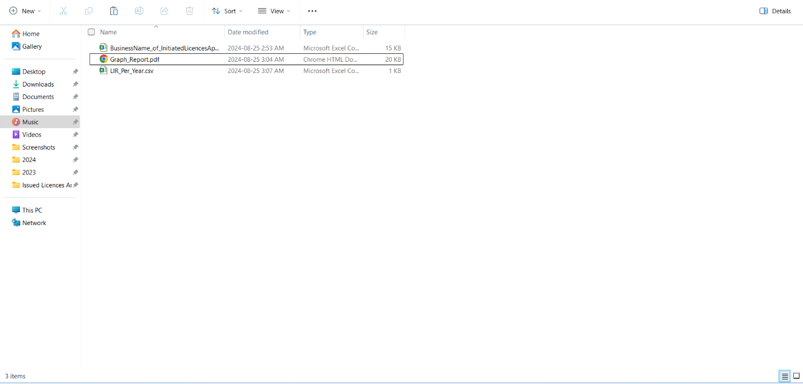 New Sort View ... Details
Home
Gallery
Desktop
Downloads
Documents
Pictures
Music
Videos
Screenshots
2024
2023
Issued Licences Ar
This PC
Network
Name Date modified Type Size
BusinessName_of_InitiatedLicencesAp... 2024-08-25 2:53 AM Microsoft Excel Co... 15 KB
Graph_Report.pdf 2024-08-25 3:04 AM Chrome HTML Do... 20 KB
LIR_Per_Year.csv 2024-08-25 3:07 AM Microsoft Excel Co... 1 KB
3 items